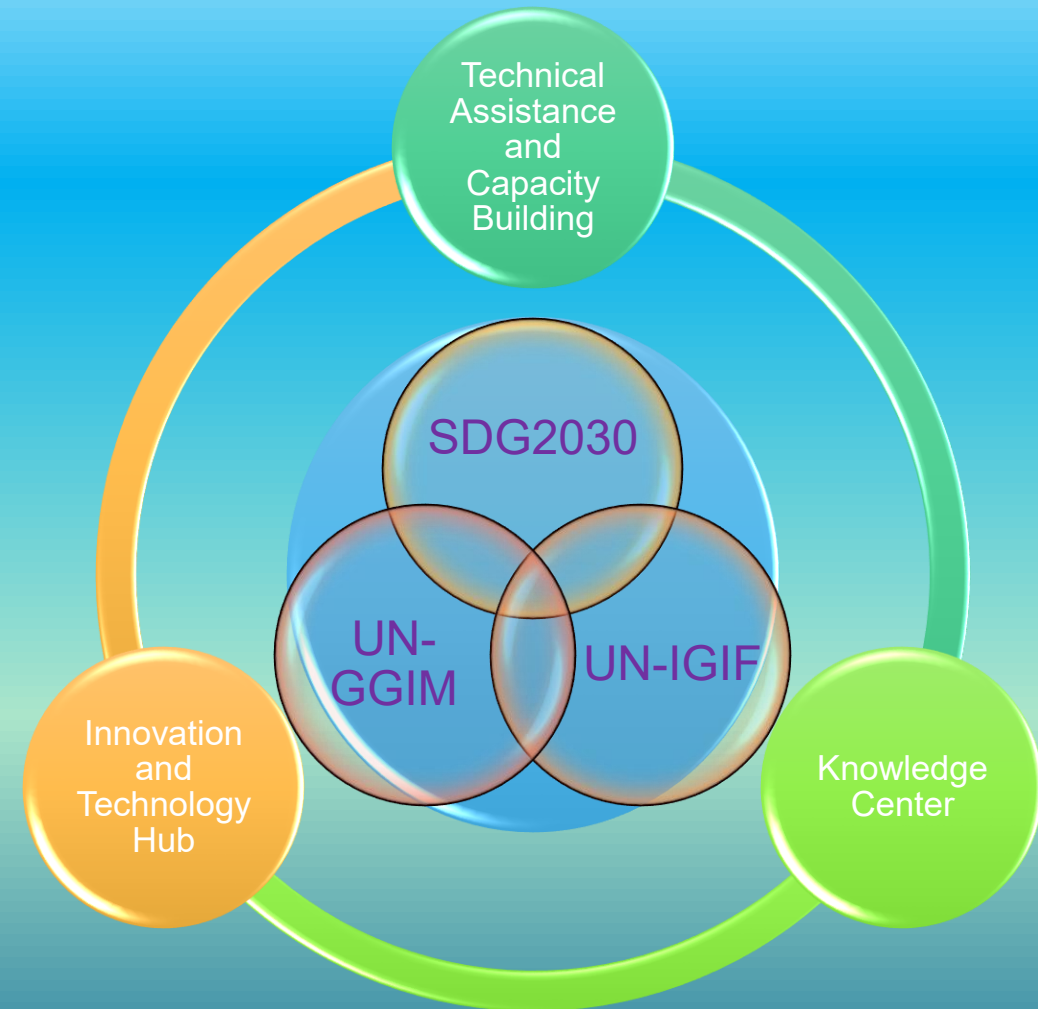 Technical
Assistance
and
Capacity
Building
SDG2030
UN-
GGIM
UN-IGIF
Innovation
and
Technology
Hub
Knowledge
Center